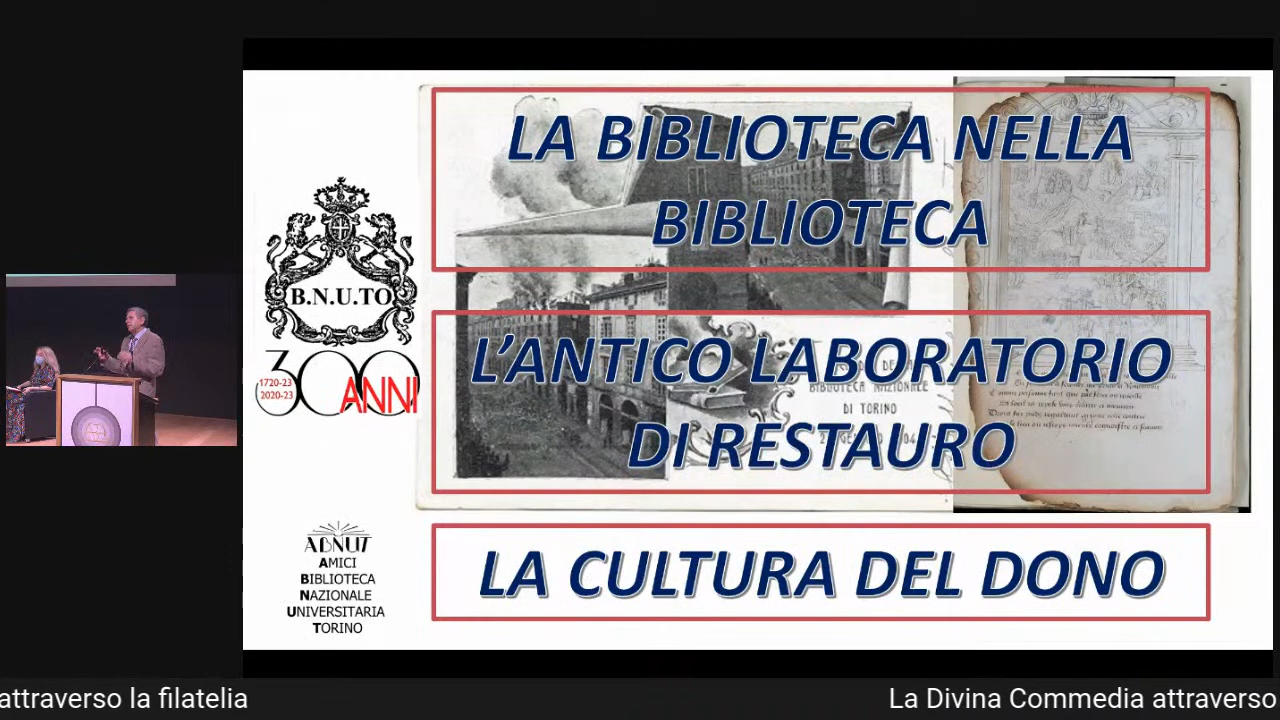 LA BIBLIOTECA NELLA
BIBLIOTECA
B.N.U.TO
300
1720-23
2020-23
ANNI
L'ANTICO LABORATORIO
DI RESTAURO
BIBLIOTECA NAZIONALE
DI TORINO
ABNUT
AMICI
BIBLIOTECA
NAZIONALE
UNIVERSITARIA
TORINO
LA CULTURA DEL DONO
attraverso la filatelia
La Divina Commedia attraverso